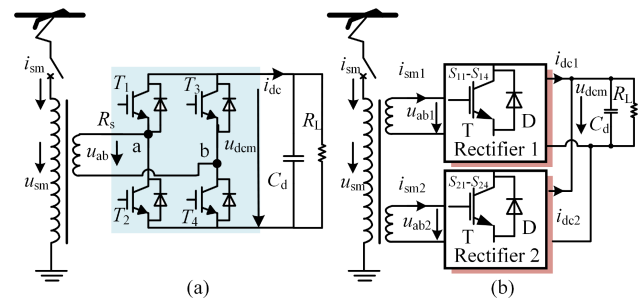 i_sm
u_sm
R_s
u_ab
T_1
T_3
a
b
T_2
T_4
i_dc
u_dcm
C_d
R_L
(a)
i_sm
u_sm
i_sm1
u_ab1
S_11-S_14
T
D
Rectifier 1
i_dc1
u_dcm
C_d
R_L
i_sm2
u_ab2
S_21-S_24
T
D
Rectifier 2
i_dc2
(b)